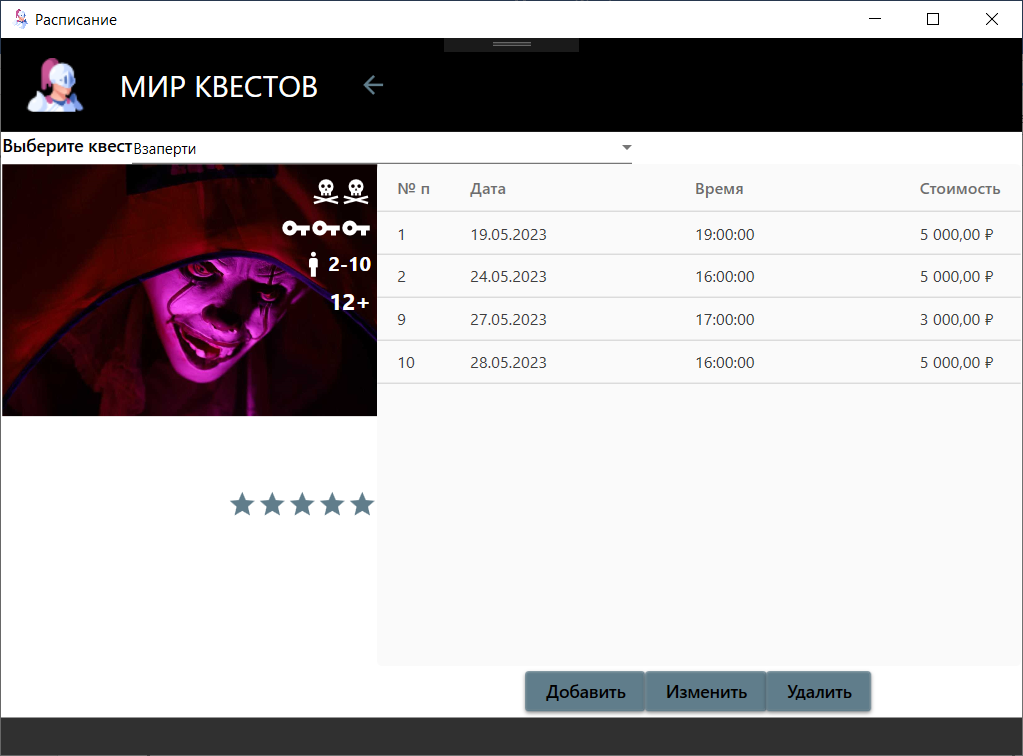 Расписание
МИР КВЕСТОВ
Выберите квест Взаперти
2-10
12+
№ п Дата Время Стоимость
1 19.05.2023 19:00:00 5 000,00 ₽
2 24.05.2023 16:00:00 5 000,00 ₽
9 27.05.2023 17:00:00 3 000,00 ₽
10 28.05.2023 16:00:00 5 000,00 ₽
Добавить Изменить Удалить